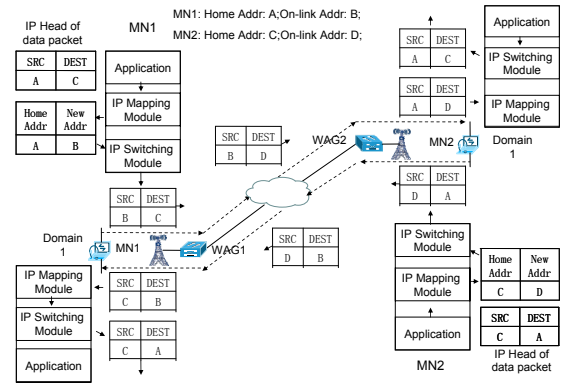 MN1: Home Addr: A;On-link Addr: B;
MN2: Home Addr: C;On-link Addr: D;
IP Head of
data packet
SRC DEST
A C
Home Addr New Addr
A B
MN1
Application
IP Mapping
Module
IP Switching
Module
SRC DEST
B C
SRC DEST
B D
WAG2
SRC DEST
A C
SRC DEST
A D
Application
IP Switching
Module
IP Mapping
Module
MN2
Domain
1
Domain
1
MN1
WAG1
IP Mapping
Module
IP Switching
Module
Application
SRC DEST
C B
SRC DEST
C A
SRC DEST
D B
SRC DEST
D A
IP Switching
Module
IP Mapping
Module
Application
MN2
Home Addr New Addr
C D
SRC DEST
C A
IP Head of
data packet